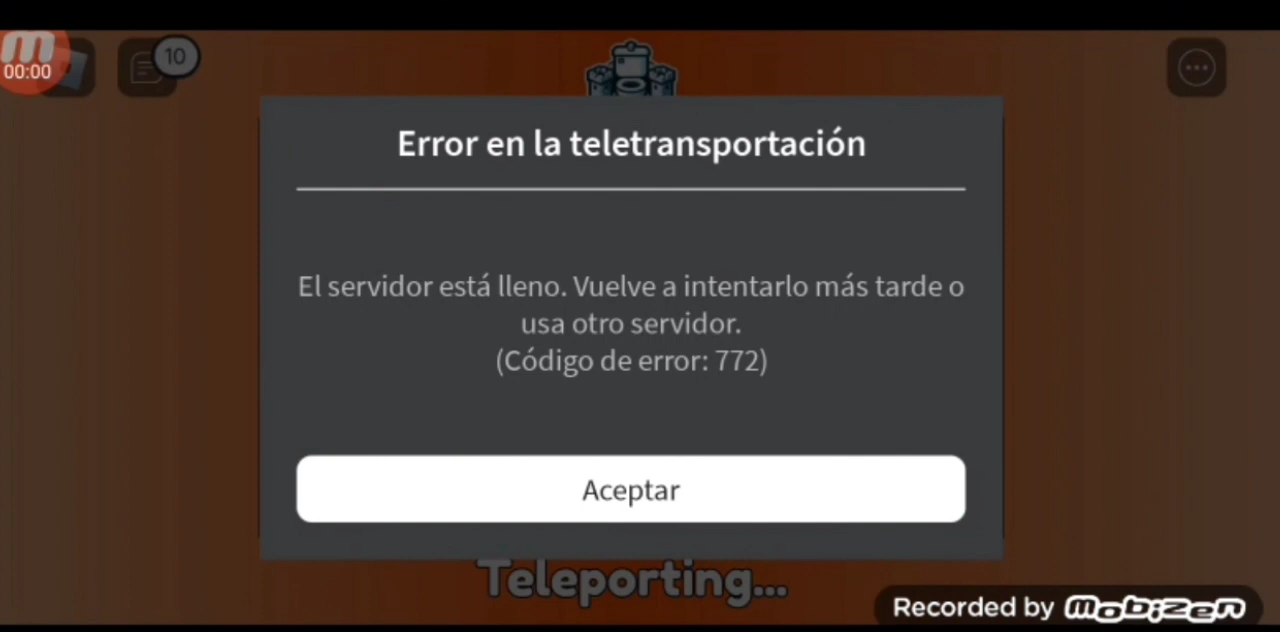 00:00
10
Error en la teletransportación
El servidor está lleno. Vuelve a intentarlo más tarde o
usa otro servidor.
(Código de error: 772)
Aceptar
Teleporting...
Recorded by mobizen